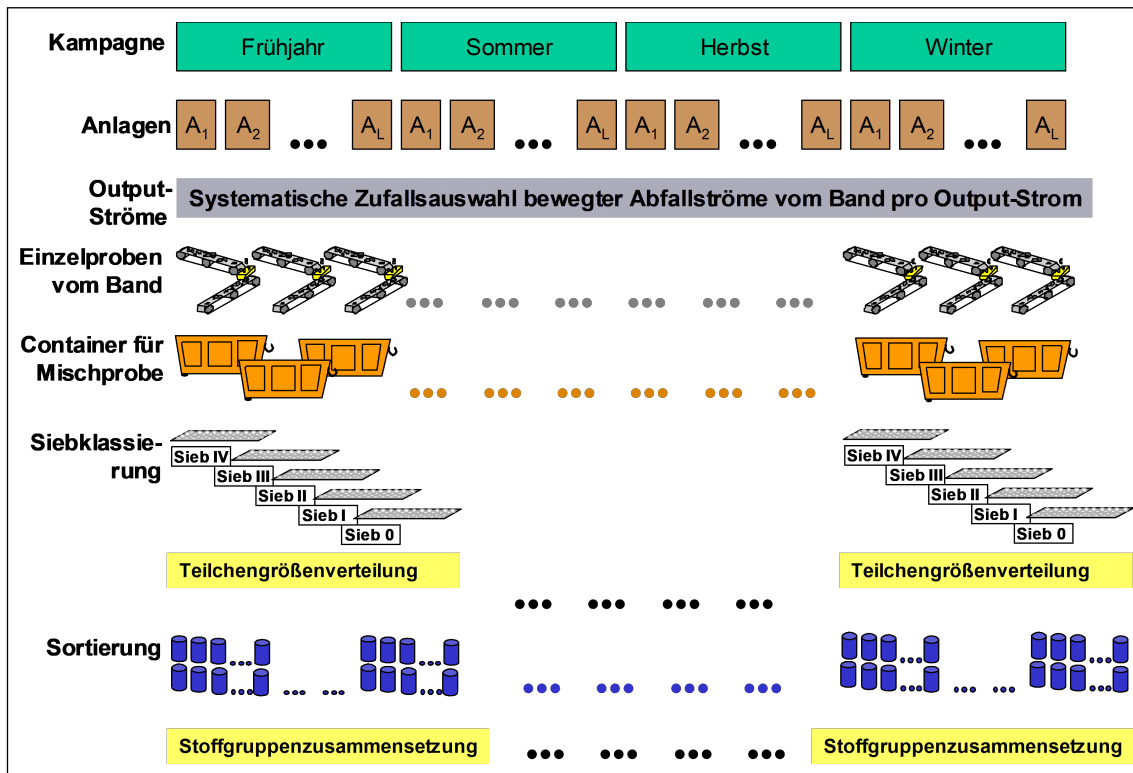 Kampagne
Frühjahr Sommer Herbst Winter
Anlagen
A1 A2 ... AL A1 A2 ... AL A1 A2 ... AL A1 A2 ... AL
Output-
Ströme
Systematische Zufallsauswahl bewegter Abfallströme vom Band pro Output-Strom
Einzelproben
vom Band
Container für
Mischprobe
Siebklassie-
rung
Sieb IV Sieb IV
Sieb III Sieb III
Sieb II Sieb II
Sieb I Sieb I
Sieb 0 Sieb 0
Teilchengrößenverteilung Teilchengrößenverteilung
Sortierung
Stoffgruppenzusammensetzung Stoffgruppenzusammensetzung